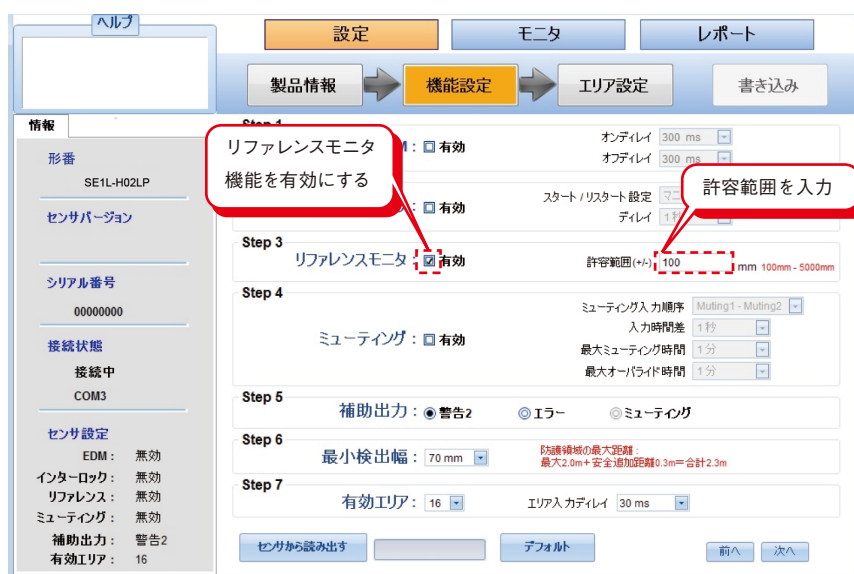 ヘルプ
設定
モニタ
レポート
製品情報
機能設定
エリア設定
書き込み
情報
形番
SE1L-H02LP
センサバージョン
シリアル番号
00000000
接続状態
接続中
COM3
センサ設定
EDM： 無効
インターロック： 無効
リファレンス： 無効
ミューティング： 無効
補助出力： 警告2
有効エリア： 16
Step 1
M： 有効
オンディレイ 300 ms
オフディレイ 300 ms
リファレンスモニタ
機能を有効にする
許容範囲を入力
： 有効
スタート / リスタート設定 マニ
ディレイ 1秒
Step 3
リファレンスモニタ： 有効
許容範囲(+/-) 100 mm 100mm - 5000mm
Step 4
ミューティング： 有効
ミューティング入力順序 Muting1 - Muting2
入力時間差 1秒
最大ミューティング時間 1分
最大オーバライド時間 1分
Step 5
補助出力： 警告2 エラー ミューティング
Step 6
最小検出幅： 70 mm
防護領域の最大距離：
最大2.0m＋安全追加距離0.3m＝合計2.3m
Step 7
有効エリア： 16
エリア入力ディレイ 30 ms
センサから読み出す
デフォルト
前へ
次へ